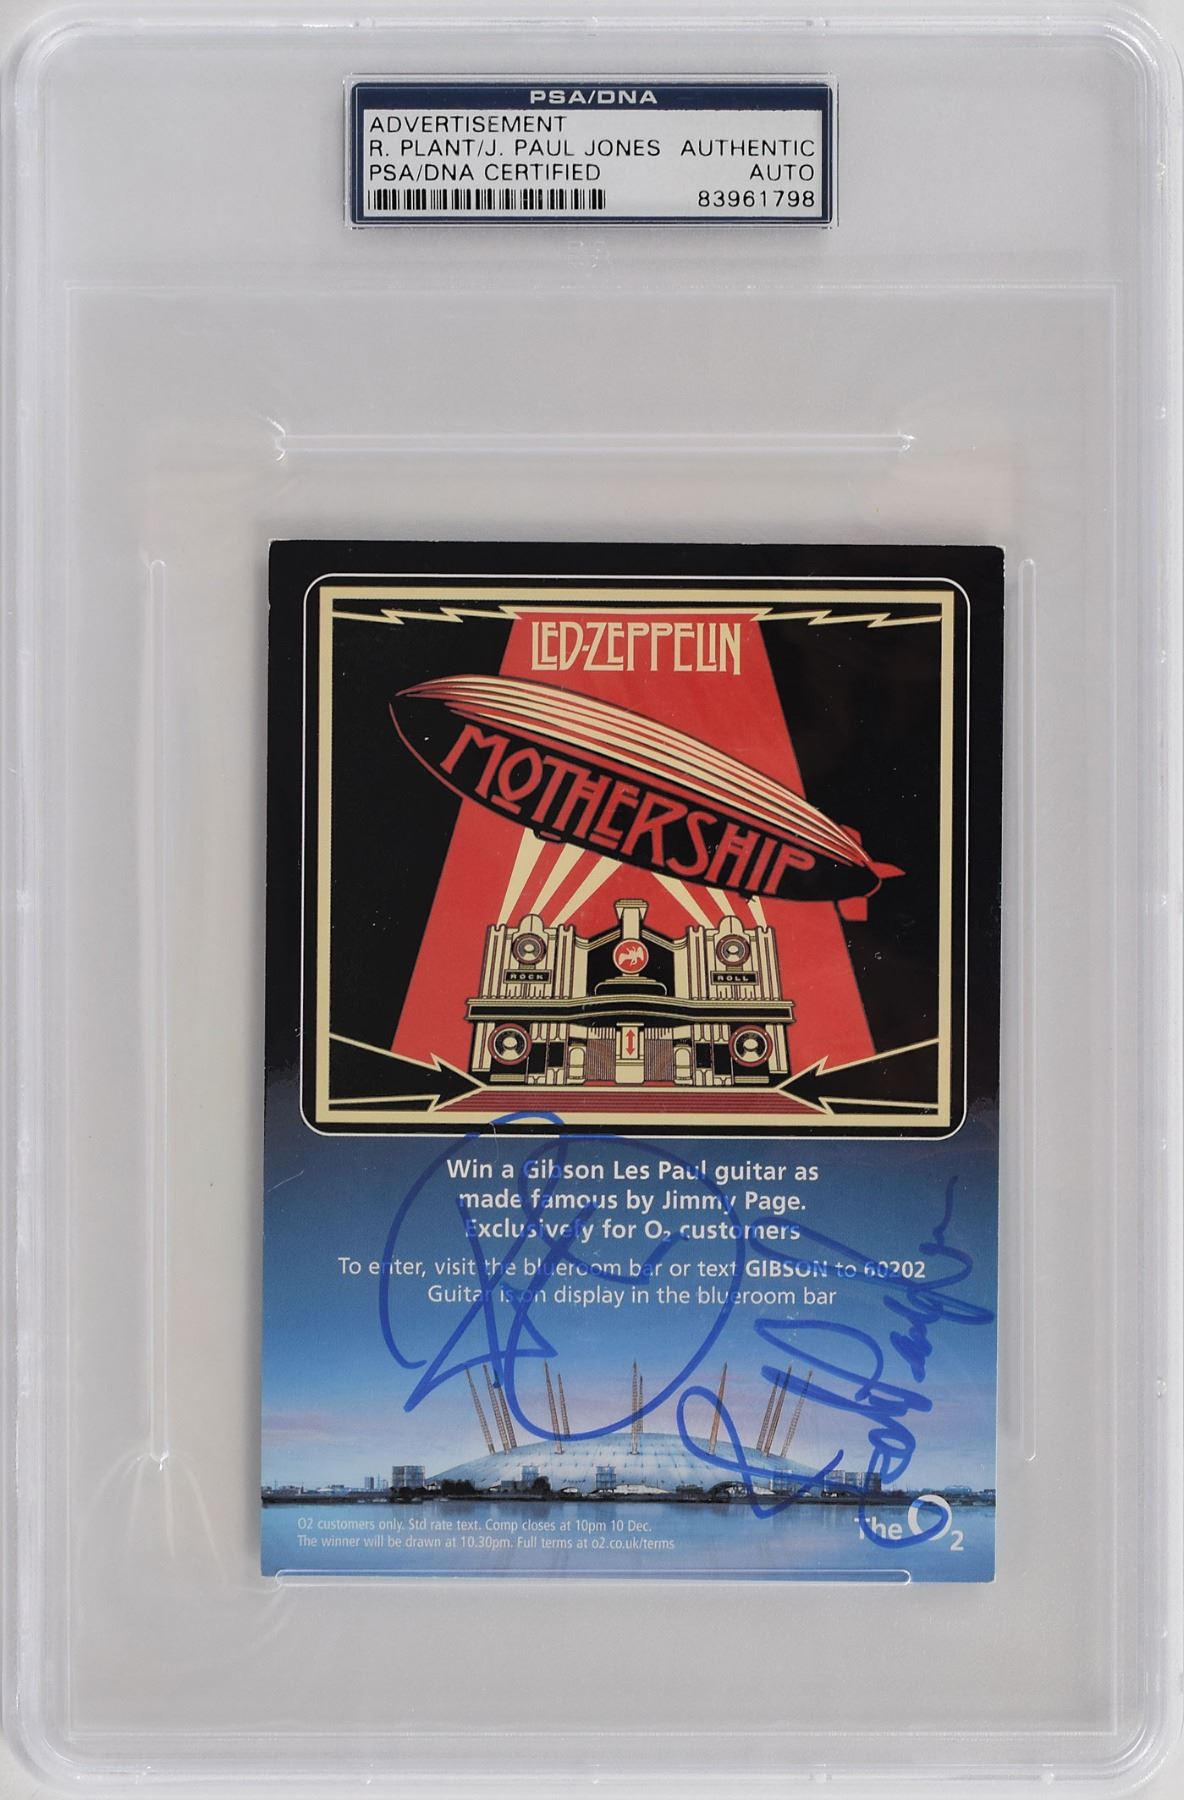 PSA/DNA
ADVERTISEMENT
R. PLANT/J. PAUL JONES AUTHENTIC
PSA/DNA CERTIFIED AUTO
83961798
LED-ZEPPELIN
MOTHERSHIP
ROCK ROLL
Win a Gibson Les Paul guitar as
made famous by Jimmy Page.
Exclusively for O2 customers
To enter, visit the blueroom bar or text GIBSON to 60202
Guitar is on display in the blueroom bar
O2 customers only. Std rate text. Comp closes at 10pm 10 Dec.
The winner will be drawn at 10.30pm. Full terms at o2.co.uk/terms
The O2